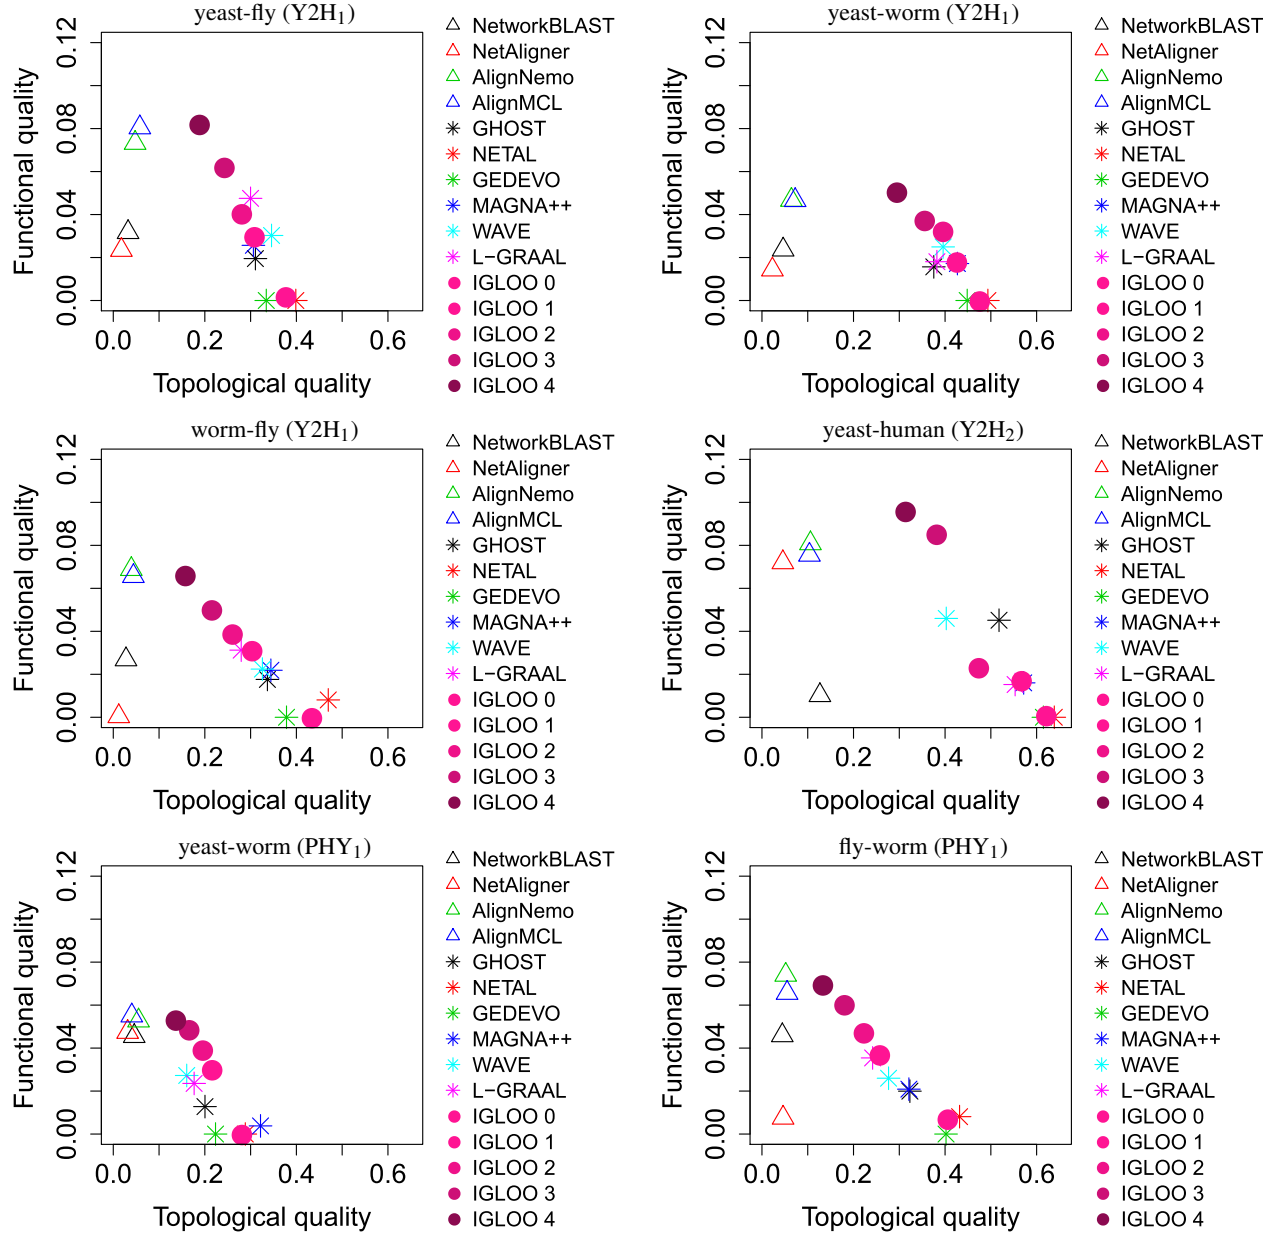 yeast-fly (Y2H₁)
Functional quality
0.12
0.08
0.04
0.00
0.0 0.2 0.4 0.6
Topological quality
NetworkBLAST
NetAligner
AlignNemo
AlignMCL
GHOST
NETAL
GEDEVO
MAGNA++
WAVE
L−GRAAL
IGLOO 0
IGLOO 1
IGLOO 2
IGLOO 3
IGLOO 4
yeast-worm (Y2H₁)
Functional quality
0.12
0.08
0.04
0.00
0.0 0.2 0.4 0.6
Topological quality
NetworkBLAST
NetAligner
AlignNemo
AlignMCL
GHOST
NETAL
GEDEVO
MAGNA++
WAVE
L−GRAAL
IGLOO 0
IGLOO 1
IGLOO 2
IGLOO 3
IGLOO 4
worm-fly (Y2H₁)
Functional quality
0.12
0.08
0.04
0.00
0.0 0.2 0.4 0.6
Topological quality
NetworkBLAST
NetAligner
AlignNemo
AlignMCL
GHOST
NETAL
GEDEVO
MAGNA++
WAVE
L−GRAAL
IGLOO 0
IGLOO 1
IGLOO 2
IGLOO 3
IGLOO 4
yeast-human (Y2H₂)
Functional quality
0.12
0.08
0.04
0.00
0.0 0.2 0.4 0.6
Topological quality
NetworkBLAST
NetAligner
AlignNemo
AlignMCL
GHOST
NETAL
GEDEVO
MAGNA++
WAVE
L−GRAAL
IGLOO 0
IGLOO 1
IGLOO 2
IGLOO 3
IGLOO 4
yeast-worm (PHY₁)
Functional quality
0.12
0.08
0.04
0.00
0.0 0.2 0.4 0.6
Topological quality
NetworkBLAST
NetAligner
AlignNemo
AlignMCL
GHOST
NETAL
GEDEVO
MAGNA++
WAVE
L−GRAAL
IGLOO 0
IGLOO 1
IGLOO 2
IGLOO 3
IGLOO 4
fly-worm (PHY₁)
Functional quality
0.12
0.08
0.04
0.00
0.0 0.2 0.4 0.6
Topological quality
NetworkBLAST
NetAligner
AlignNemo
AlignMCL
GHOST
NETAL
GEDEVO
MAGNA++
WAVE
L−GRAAL
IGLOO 0
IGLOO 1
IGLOO 2
IGLOO 3
IGLOO 4